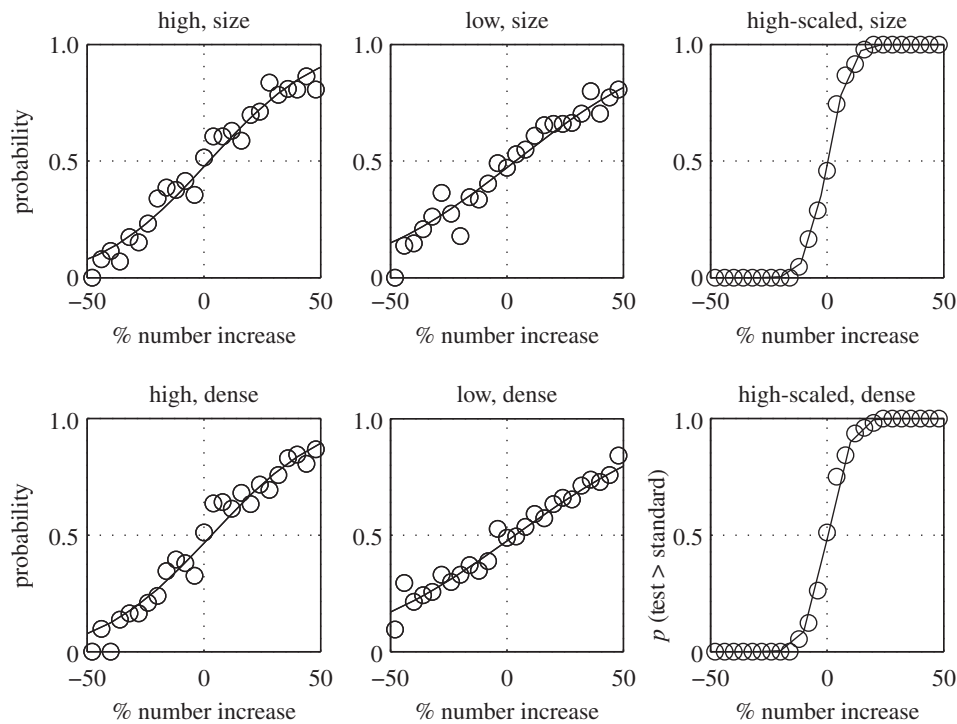 high, size
low, size
high-scaled, size
probability
1.0
0.5
0
−50
0
50
% number increase
1.0
0.5
0
−50
0
50
% number increase
1.0
0.5
0
−50
0
50
% number increase
high, dense
low, dense
high-scaled, dense
probability
1.0
0.5
0
−50
0
50
% number increase
1.0
0.5
0
−50
0
50
% number increase
p (test > standard)
1.0
0.5
0
−50
0
50
% number increase